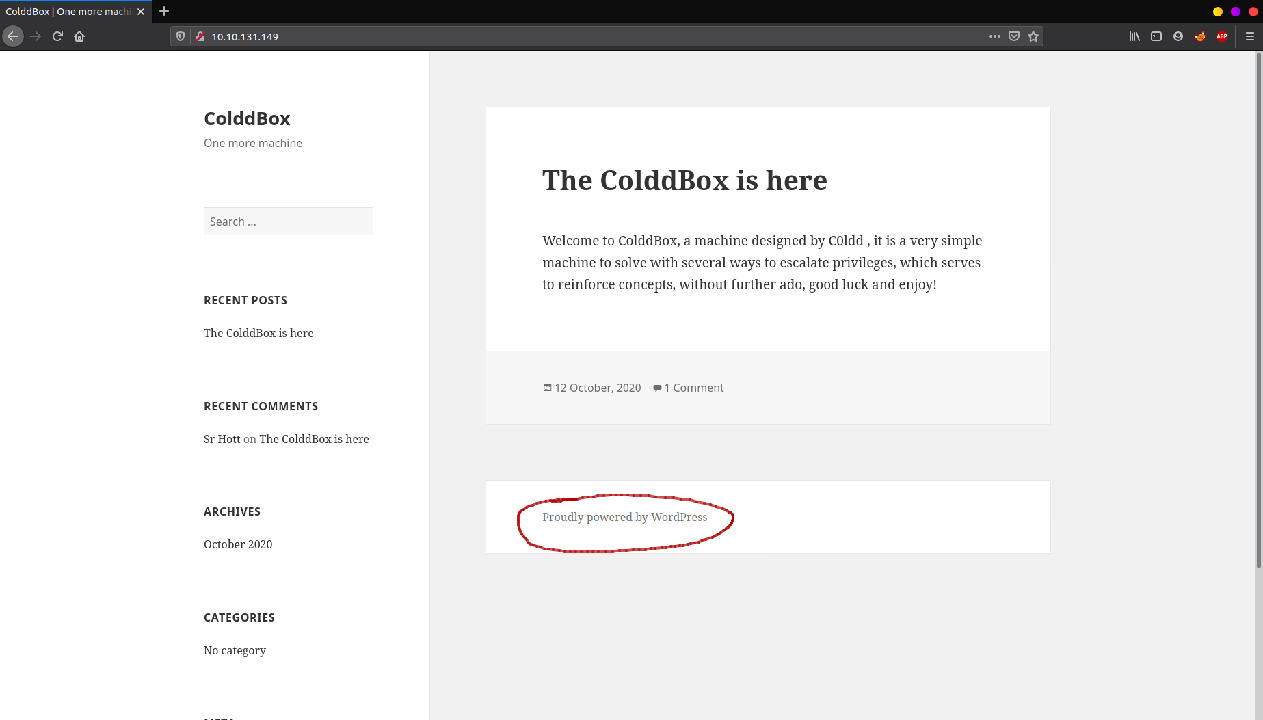 ColddBox | One more machi
10.10.131.149
ABP
ColddBox
One more machine
Search ...
RECENT POSTS
The ColddBox is here
RECENT COMMENTS
Sr Hott on The ColddBox is here
ARCHIVES
October 2020
CATEGORIES
No category
The ColddBox is here
Welcome to ColddBox, a machine designed by C0ldd , it is a very simple
machine to solve with several ways to escalate privileges, which serves
to reinforce concepts, without further ado, good luck and enjoy!
12 October, 2020 1 Comment
Proudly powered by WordPress